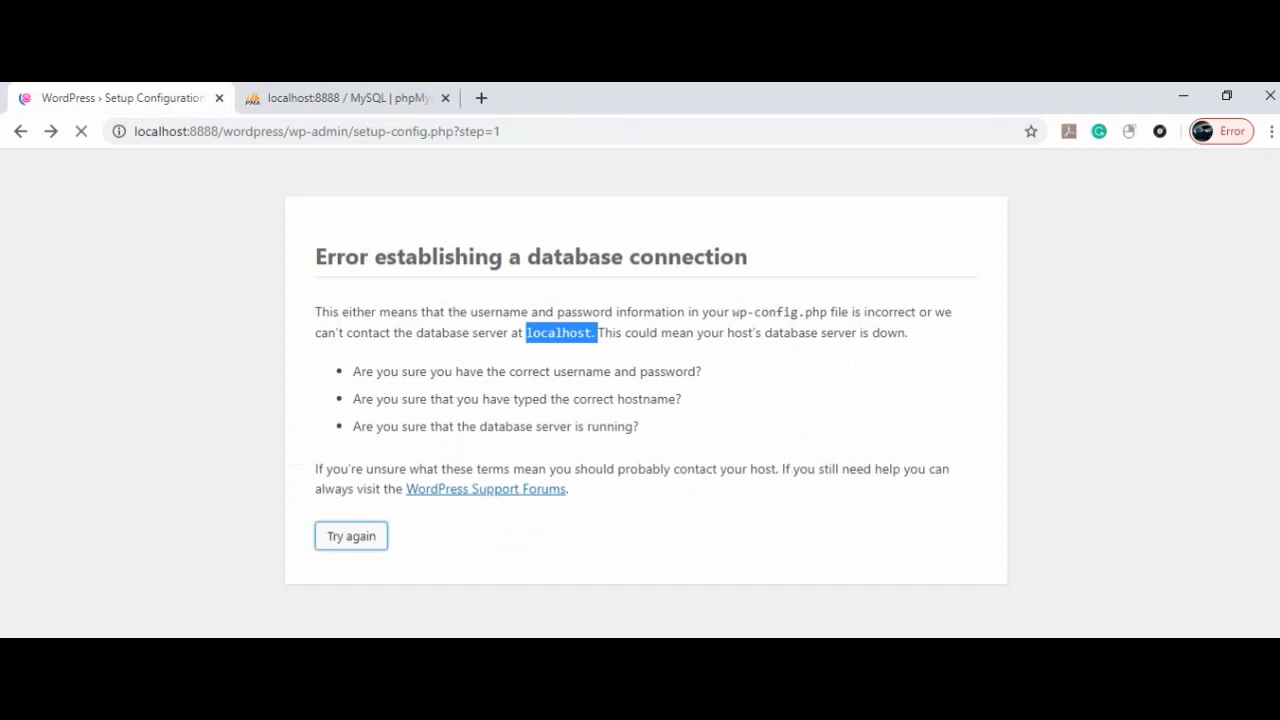 WordPress › Setup Configuration
localhost:8888 / MySQL | phpMy
localhost:8888/wordpress/wp-admin/setup-config.php?step=1
Error
Error establishing a database connection
This either means that the username and password information in your wp-config.php file is incorrect or we
can't contact the database server at localhost. This could mean your host's database server is down.
• Are you sure you have the correct username and password?
• Are you sure that you have typed the correct hostname?
• Are you sure that the database server is running?
If you're unsure what these terms mean you should probably contact your host. If you still need help you can
always visit the WordPress Support Forums.
Try again